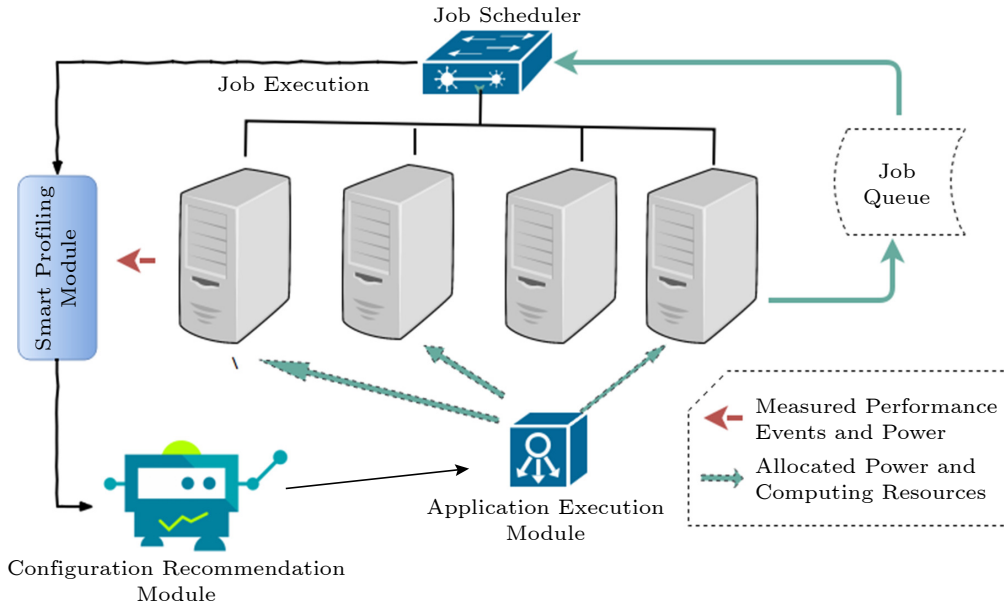 Job Scheduler
Job Execution
Job
Queue
Smart Profiling
Module
\
Measured Performance
Events and Power
Allocated Power and
Computing Resources
Application Execution
Module
Configuration Recommendation
Module